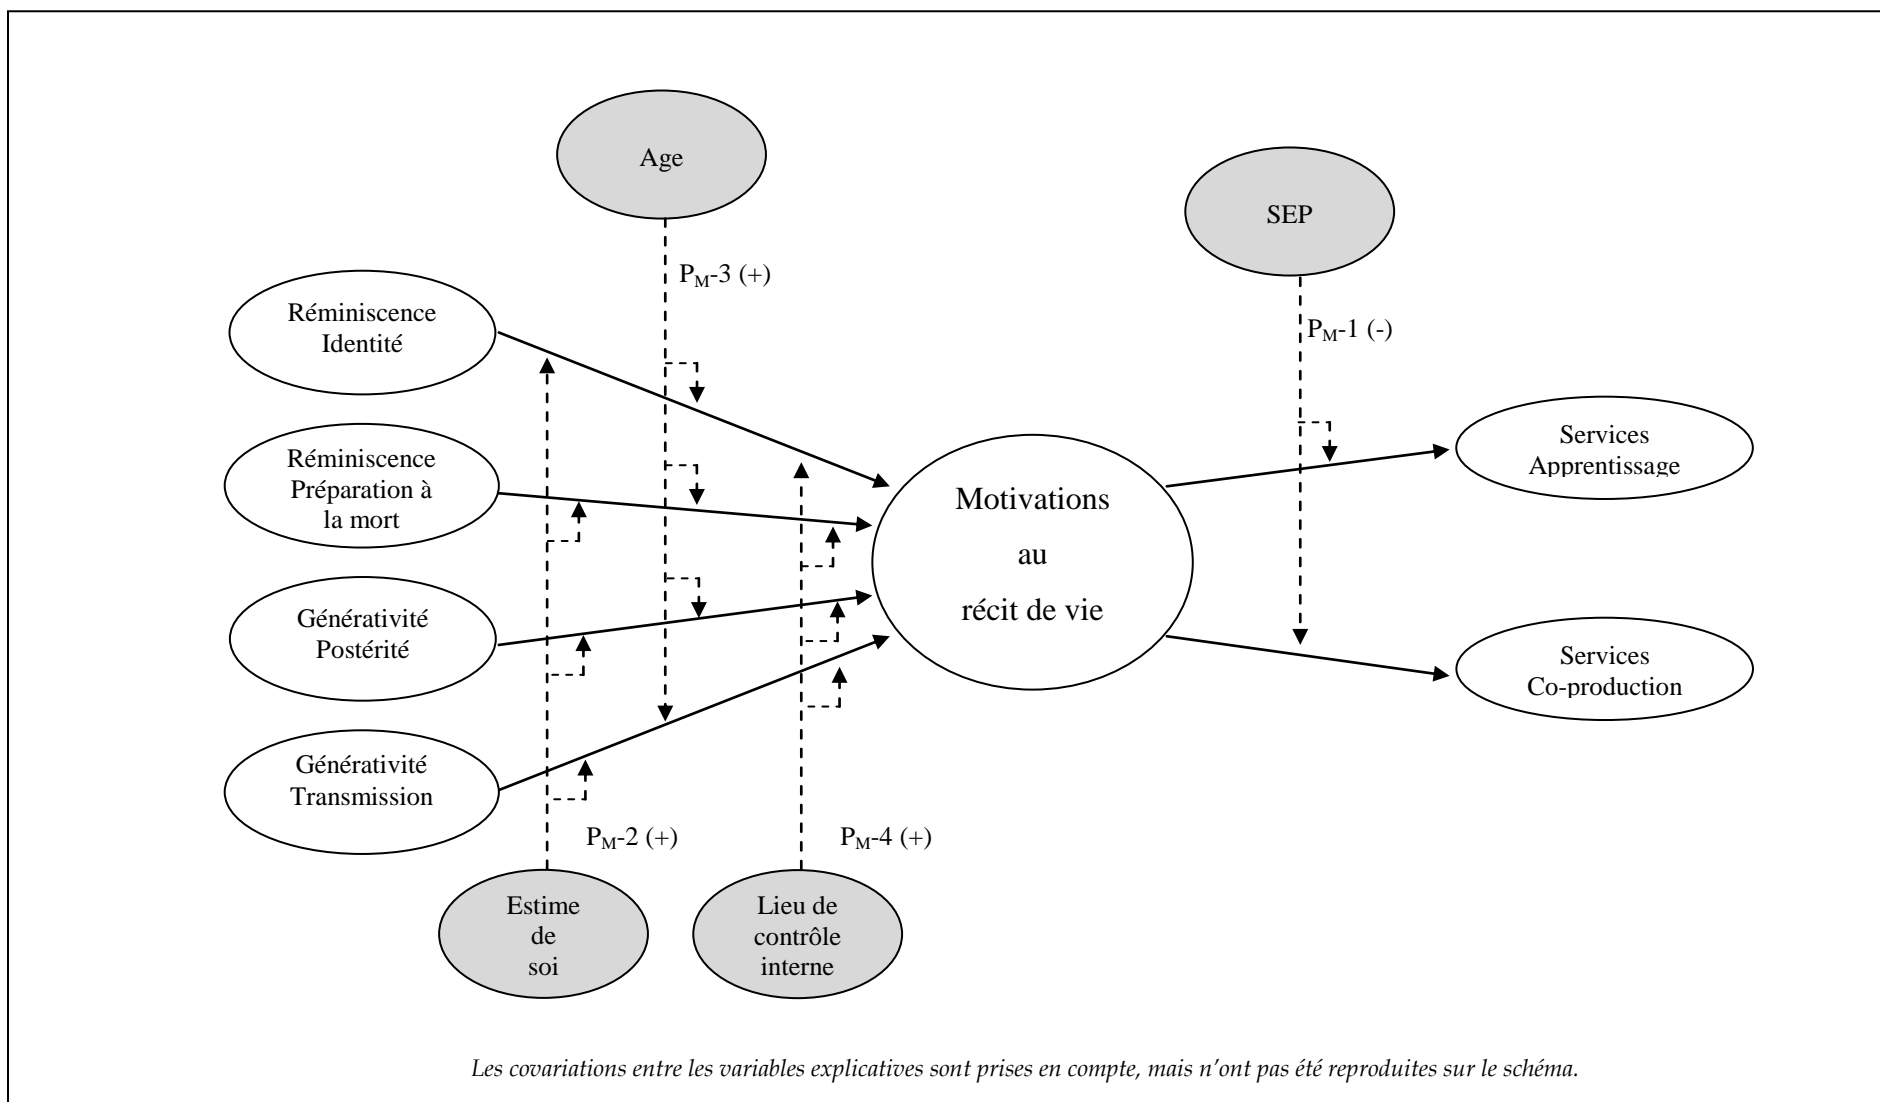 Age
SEP
P_M-3 (+)
P_M-1 (-)
Réminiscence
Identité
Réminiscence
Préparation à
la mort
Générativité
Postérité
Générativité
Transmission
Motivations
au
récit de vie
Services
Apprentissage
Services
Co-production
P_M-2 (+)
P_M-4 (+)
Estime
de
soi
Lieu de
contrôle
interne
Les covariations entre les variables explicatives sont prises en compte, mais n’ont pas été reproduites sur le schéma.